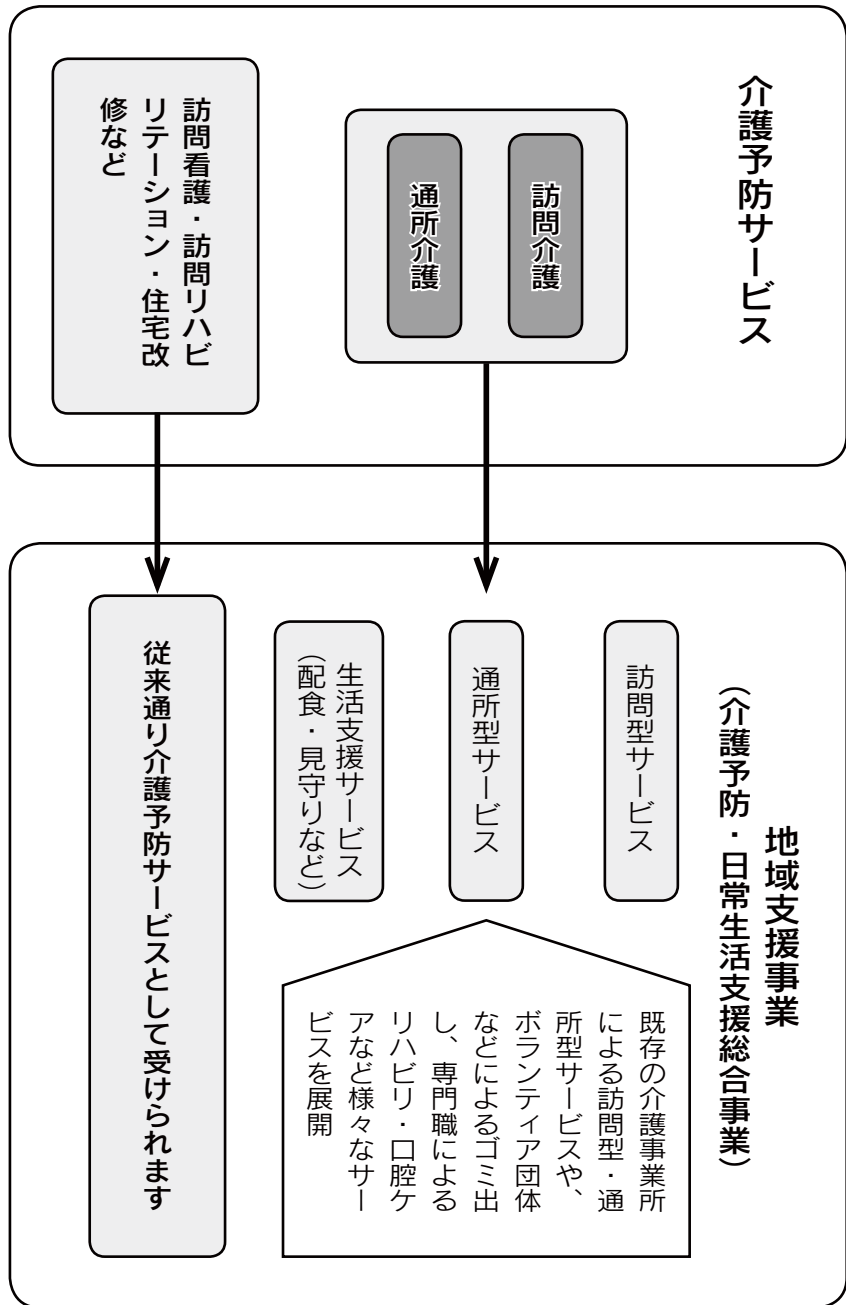 介護予防サービス
訪問介護
通所介護
訪問看護・訪問リハビ
リテーション・住宅改
修など
地域支援事業
（介護予防・日常生活支援総合事業）
訪問型サービス
通所型サービス
生活支援サービス
（配食・見守りなど）
既存の介護事業所
による訪問型・通
所型サービスや、
ボランティア団体
などによるゴミ出
し、専門職による
リハビリ・口腔ケ
アなど様々なサー
ビスを展開
従来通り介護予防サービスとして受けられます